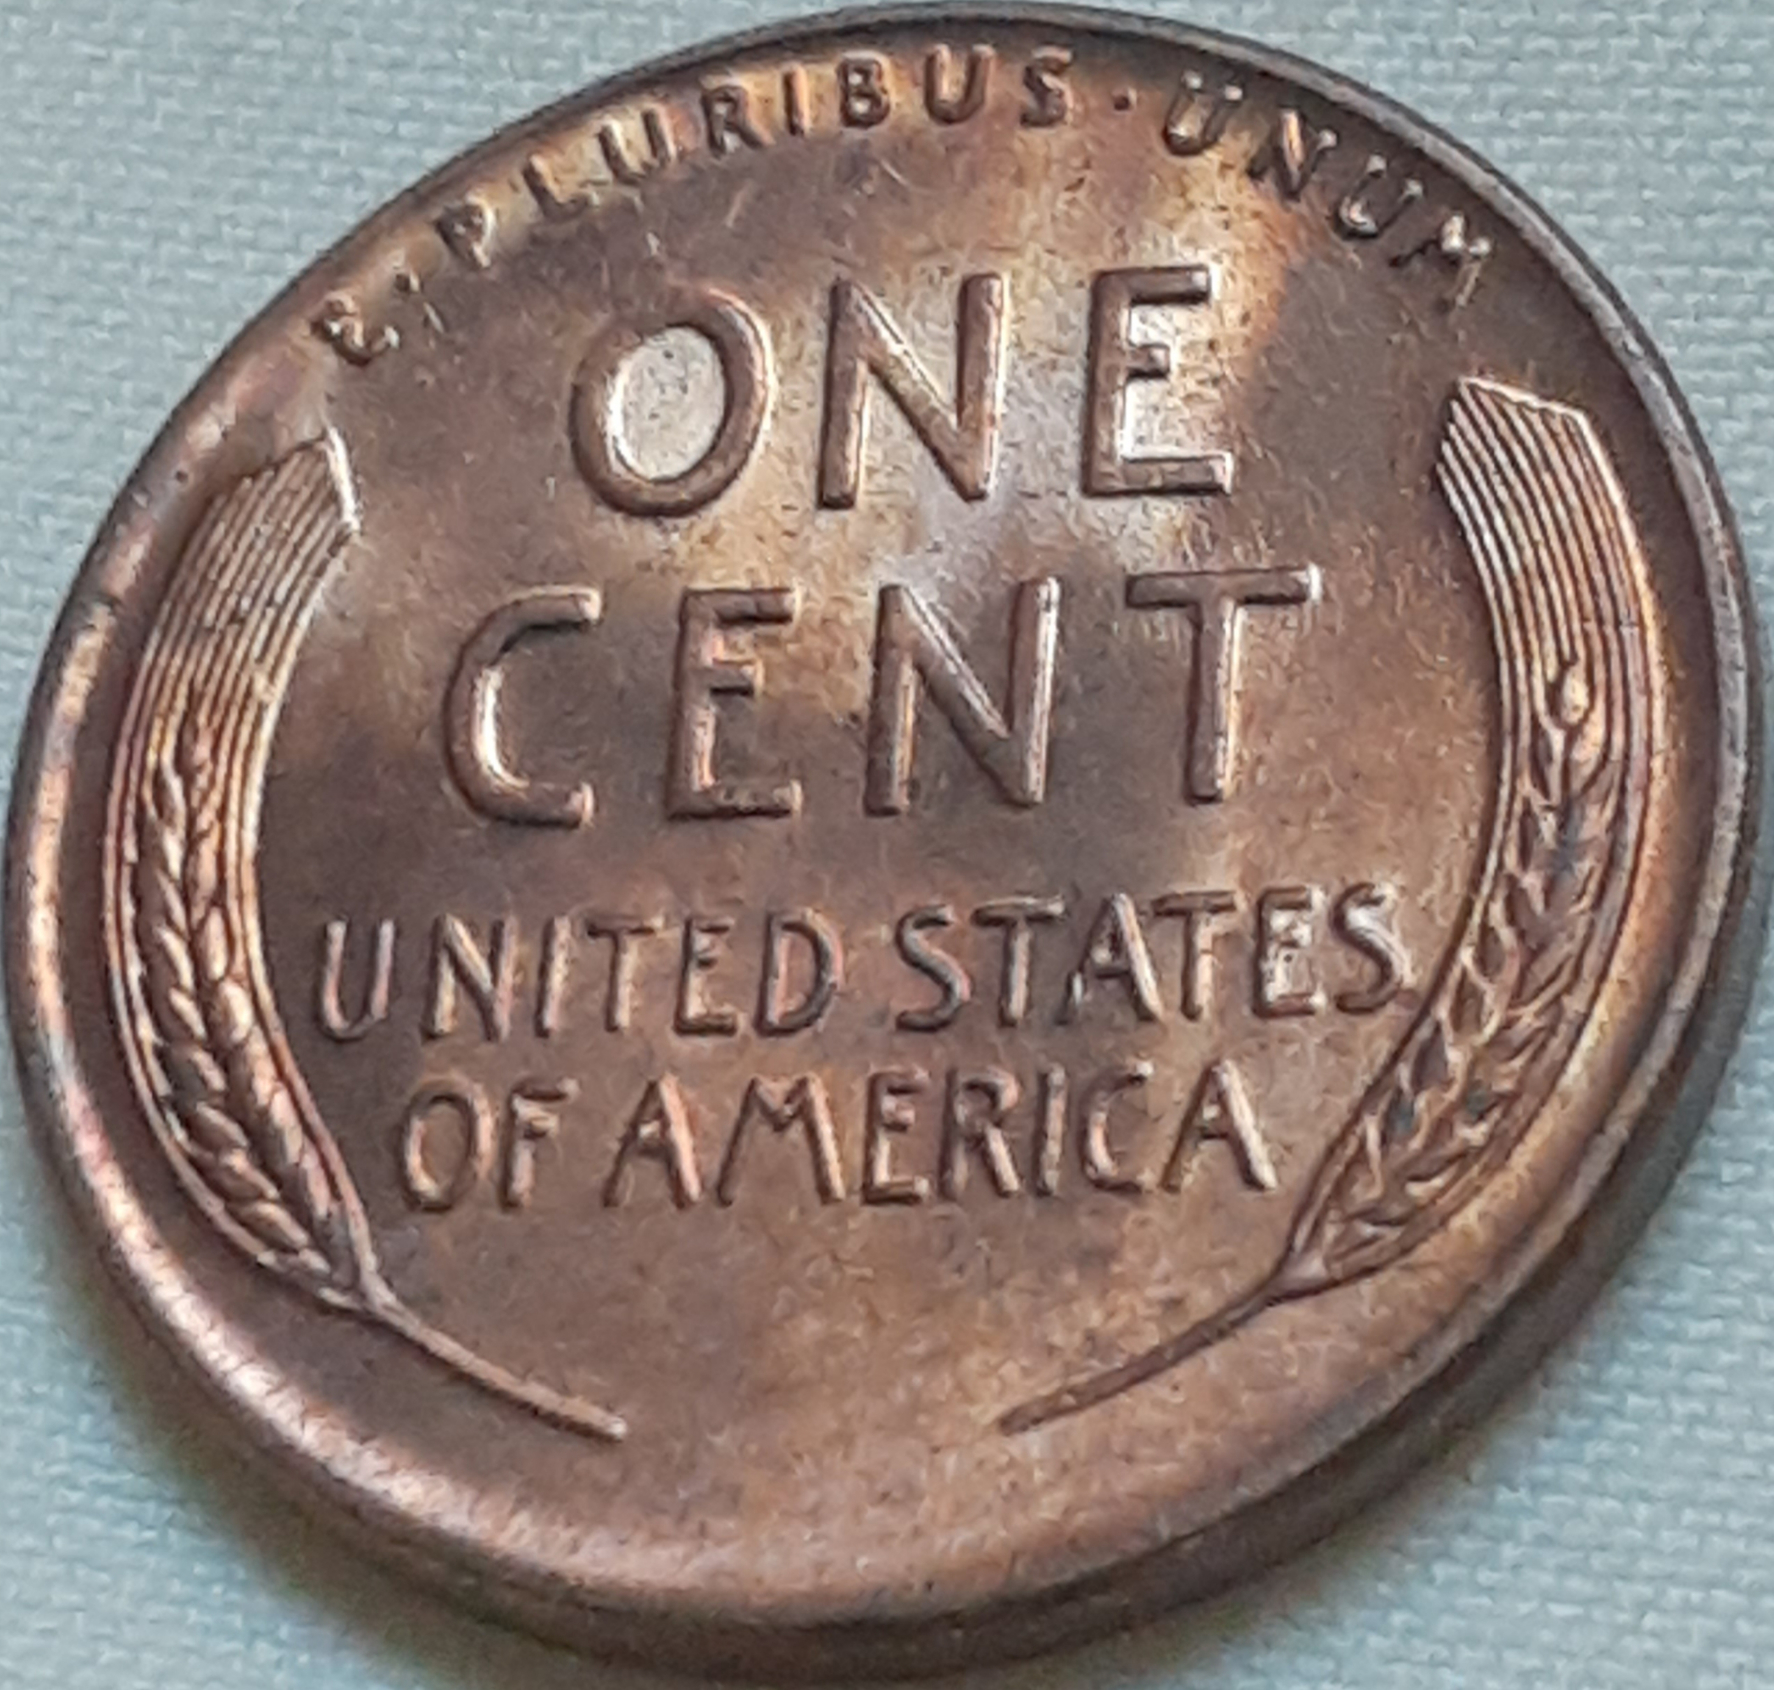 E·PLURIBUS·UNUM
ONE
CENT
UNITED STATES
OF AMERICA